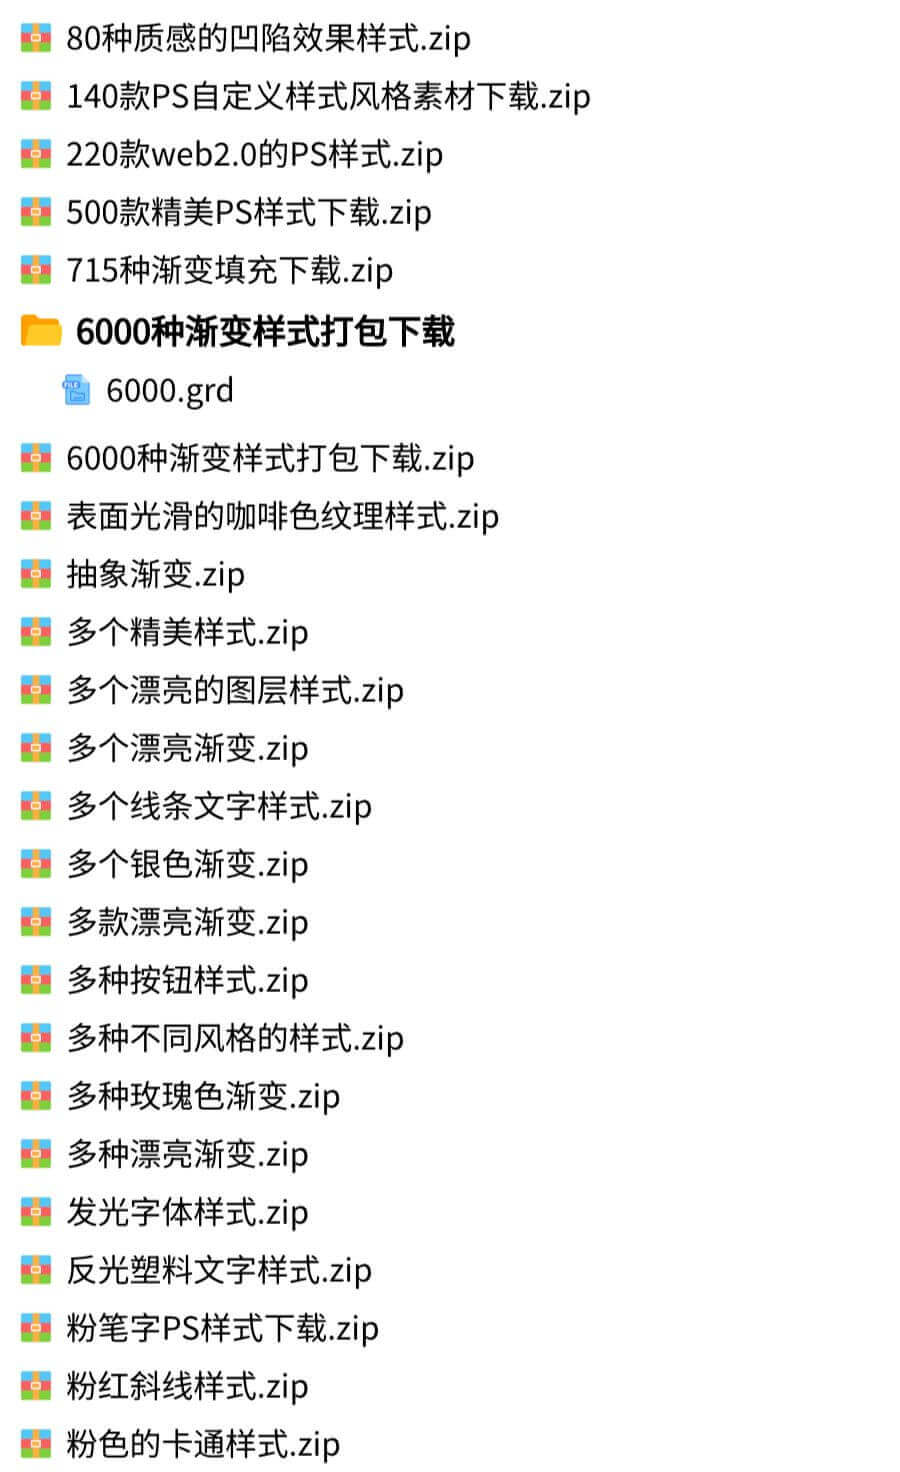 80种质感的凹陷效果样式.zip
140款PS自定义样式风格素材下载.zip
220款web2.0的PS样式.zip
500款精美PS样式下载.zip
715种渐变填充下载.zip
6000种渐变样式打包下载
FILE 6000.grd
6000种渐变样式打包下载.zip
表面光滑的咖啡色纹理样式.zip
抽象渐变.zip
多个精美样式.zip
多个漂亮的图层样式.zip
多个漂亮渐变.zip
多个线条文字样式.zip
多个银色渐变.zip
多款漂亮渐变.zip
多种按钮样式.zip
多种不同风格的样式.zip
多种玫瑰色渐变.zip
多种漂亮渐变.zip
发光字体样式.zip
反光塑料文字样式.zip
粉笔字PS样式下载.zip
粉红斜线样式.zip
粉色的卡通样式.zip